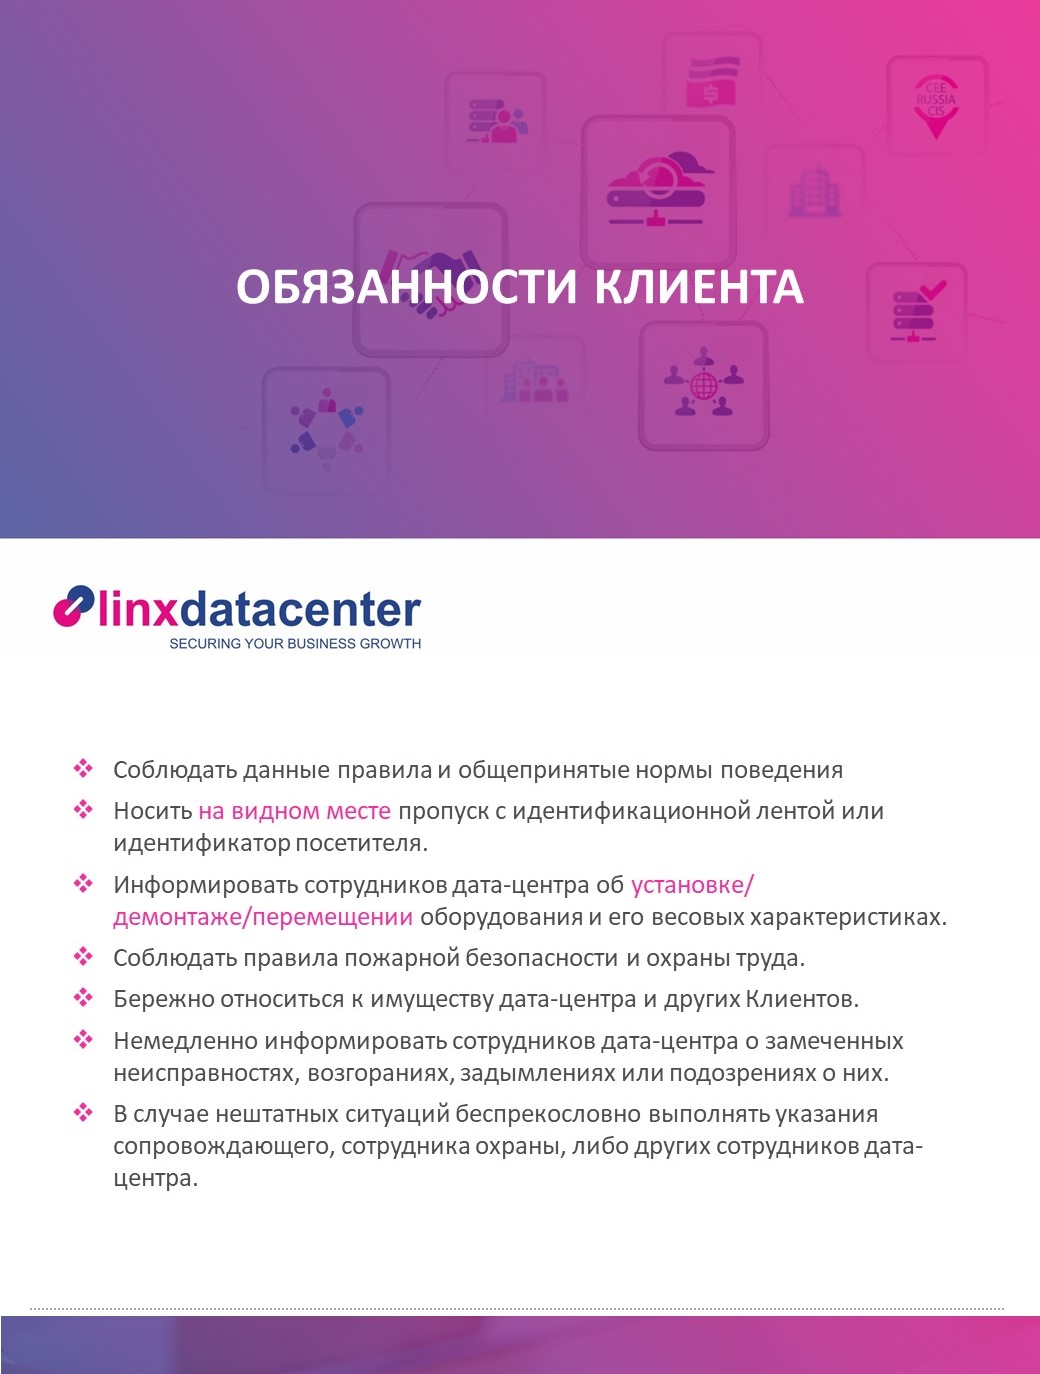 CEE
RUSSIA
CIS
ОБЯЗАННОСТИ КЛИЕНТА
linxdatacenter
SECURING YOUR BUSINESS GROWTH
❖ Соблюдать данные правила и общепринятые нормы поведения
❖ Носить на видном месте пропуск с идентификационной лентой или
идентификатор посетителя.
❖ Информировать сотрудников дата-центра об установке/
демонтаже/перемещении оборудования и его весовых характеристиках.
❖ Соблюдать правила пожарной безопасности и охраны труда.
❖ Бережно относиться к имуществу дата-центра и других Клиентов.
❖ Немедленно информировать сотрудников дата-центра о замеченных
неисправностях, возгораниях, задымлениях или подозрениях о них.
❖ В случае нештатных ситуаций беспрекословно выполнять указания
сопровождающего, сотрудника охраны, либо других сотрудников дата-
центра.